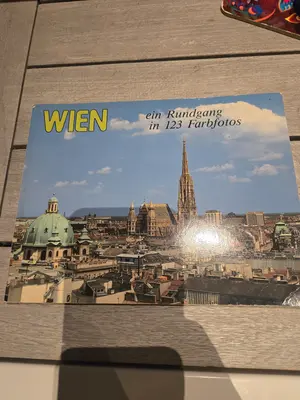 WIEN
ein Rundgang
in 123 Farbfotos